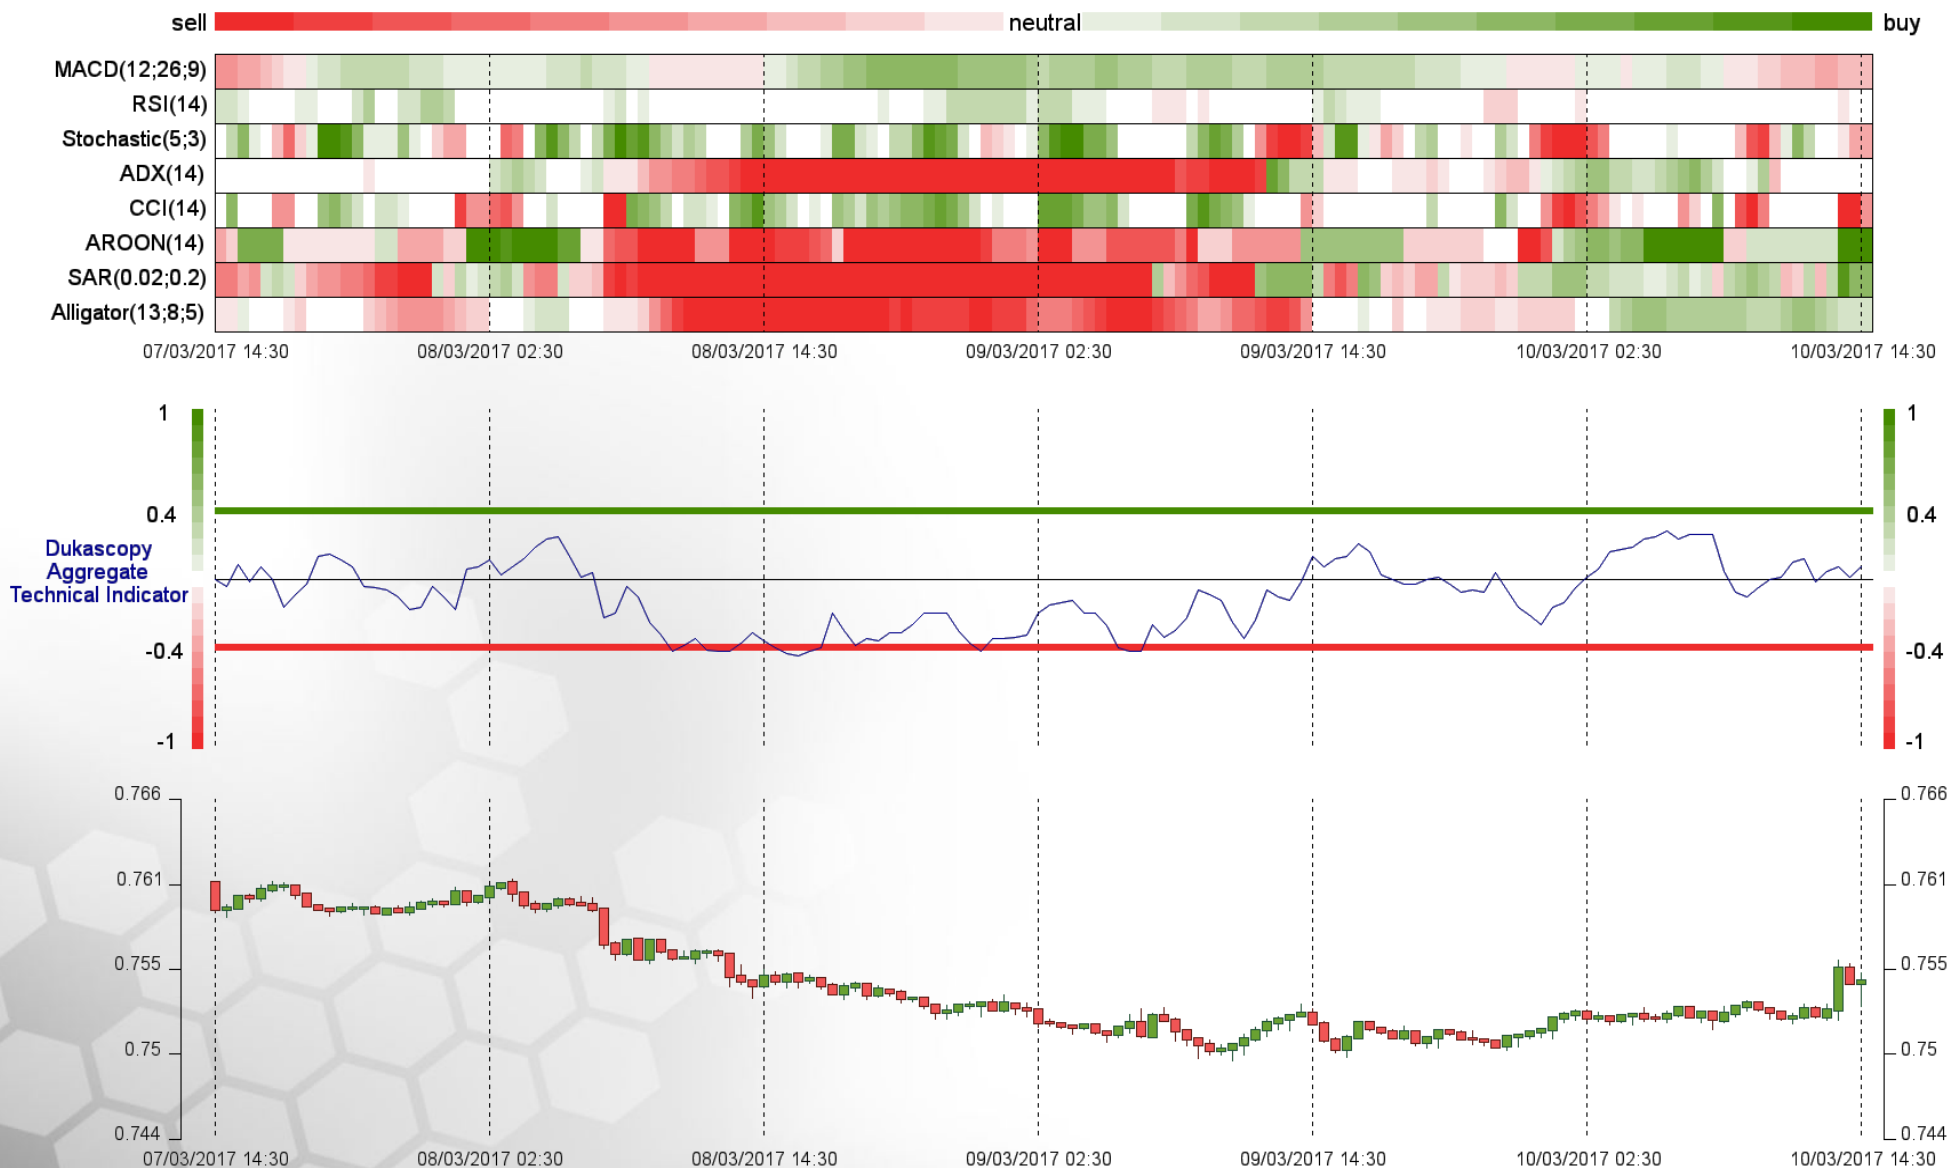 sell neutral buy
MACD(12;26;9)
RSI(14)
Stochastic(5;3)
ADX(14)
CCI(14)
AROON(14)
SAR(0.02;0.2)
Alligator(13;8;5)
07/03/2017 14:30 08/03/2017 02:30 08/03/2017 14:30 09/03/2017 02:30 09/03/2017 14:30 10/03/2017 02:30 10/03/2017 14:30
1 1
0.4 0.4
Dukascopy
Aggregate
Technical Indicator
-0.4 -0.4
-1 -1
0.766 0.766
0.761 0.761
0.755 0.755
0.75 0.75
0.744 0.744
07/03/2017 14:30 08/03/2017 02:30 08/03/2017 14:30 09/03/2017 02:30 09/03/2017 14:30 10/03/2017 02:30 10/03/2017 14:30